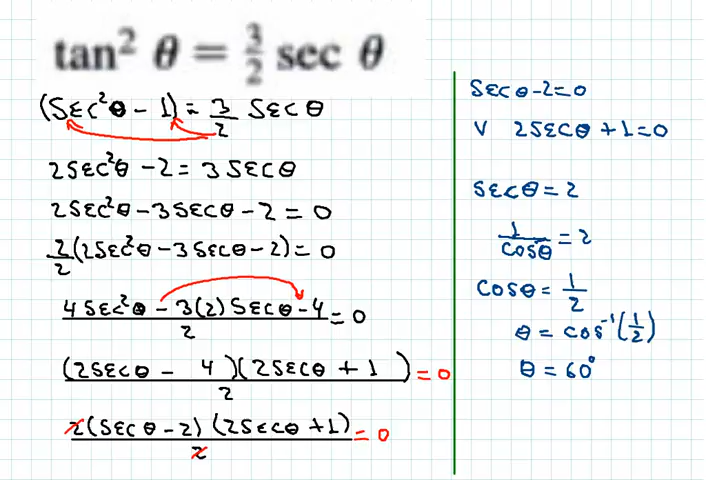 tan² θ = 3/2 sec θ
(Sec²θ - 1) = 3/2 Sec θ
2Sec²θ - 2 = 3Secθ
2Sec²θ - 3Secθ - 2 = 0
2/2 (2Sec²θ - 3Secθ - 2) = 0
4Sec²θ - 3(2)Secθ - 4/2 = 0
(2Secθ - 4)(2Secθ + 1)/2 = 0
2(Secθ - 2)(2Secθ + 1)/2 = 0
Secθ - 2 = 0
v 2Secθ + 1 = 0
Secθ = 2
1/cosθ = 2
cosθ = 1/2
θ = cos⁻¹(1/2)
θ = 60°